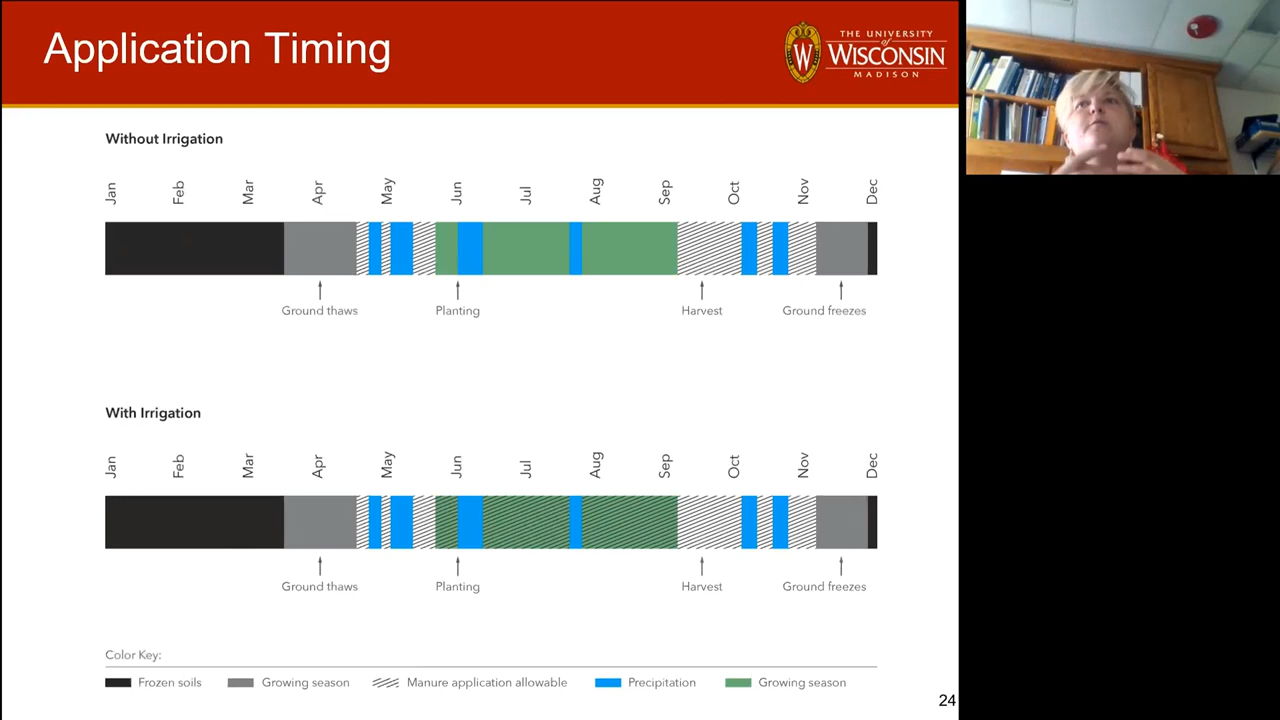 Application Timing
THE UNIVERSITY
of
WISCONSIN
MADISON
W
Without Irrigation
Jan Feb Mar Apr May Jun Jul Aug Sep Oct Nov Dec
Ground thaws Planting Harvest Ground freezes
With Irrigation
Jan Feb Mar Apr May Jun Jul Aug Sep Oct Nov Dec
Ground thaws Planting Harvest Ground freezes
Color Key:
Frozen soils Growing season Manure application allowable Precipitation Growing season
24